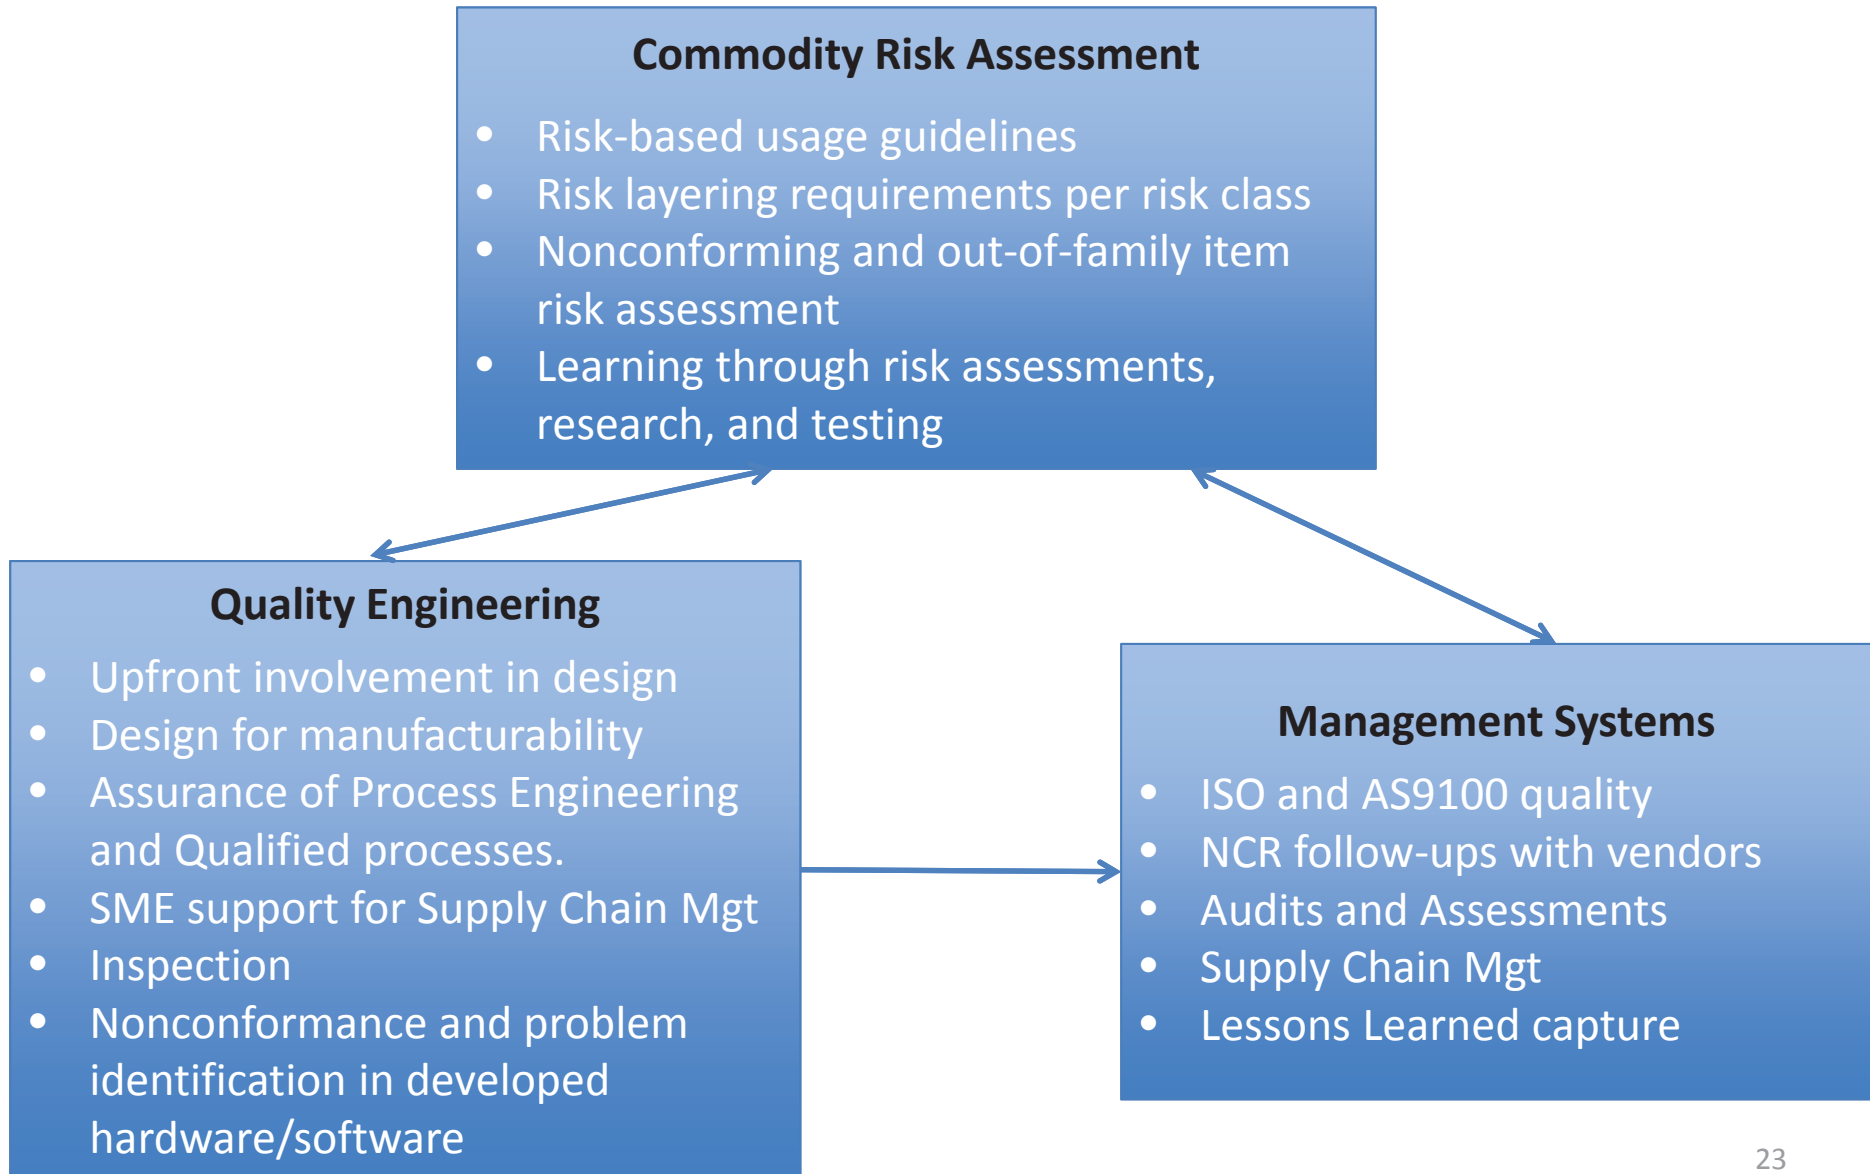 Commodity Risk Assessment
• Risk-based usage guidelines
• Risk layering requirements per risk class
• Nonconforming and out-of-family item
risk assessment
• Learning through risk assessments,
research, and testing
Quality Engineering
• Upfront involvement in design
• Design for manufacturability
• Assurance of Process Engineering
and Qualified processes.
• SME support for Supply Chain Mgt
• Inspection
• Nonconformance and problem
identification in developed
hardware/software
Management Systems
• ISO and AS9100 quality
• NCR follow-ups with vendors
• Audits and Assessments
• Supply Chain Mgt
• Lessons Learned capture
23